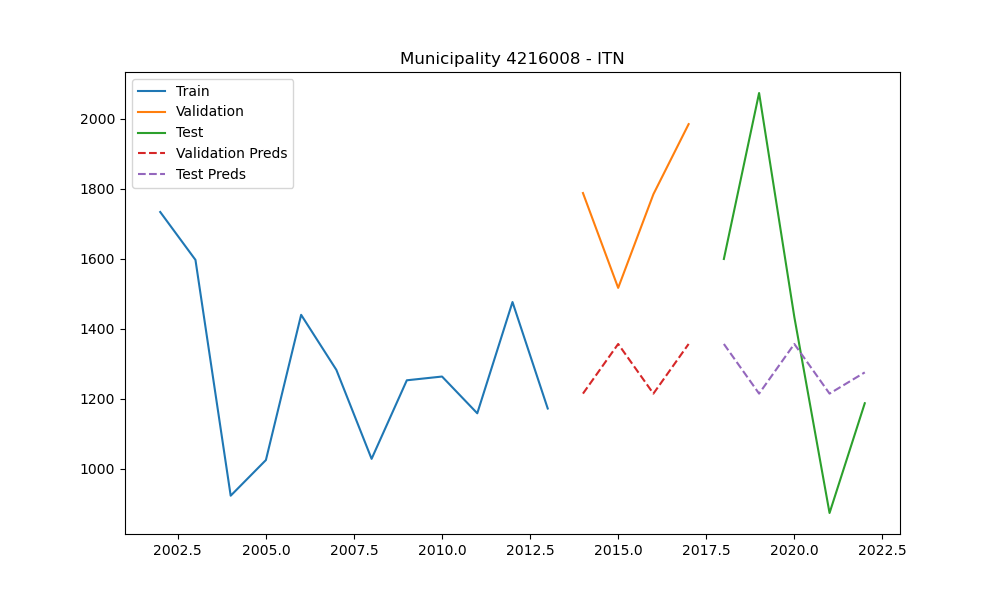 Municipality 4216008 - ITN
Train
Validation
Test
Validation Preds
Test Preds
2000
1800
1600
1400
1200
1000
2002.5 2005.0 2007.5 2010.0 2012.5 2015.0 2017.5 2020.0 2022.5